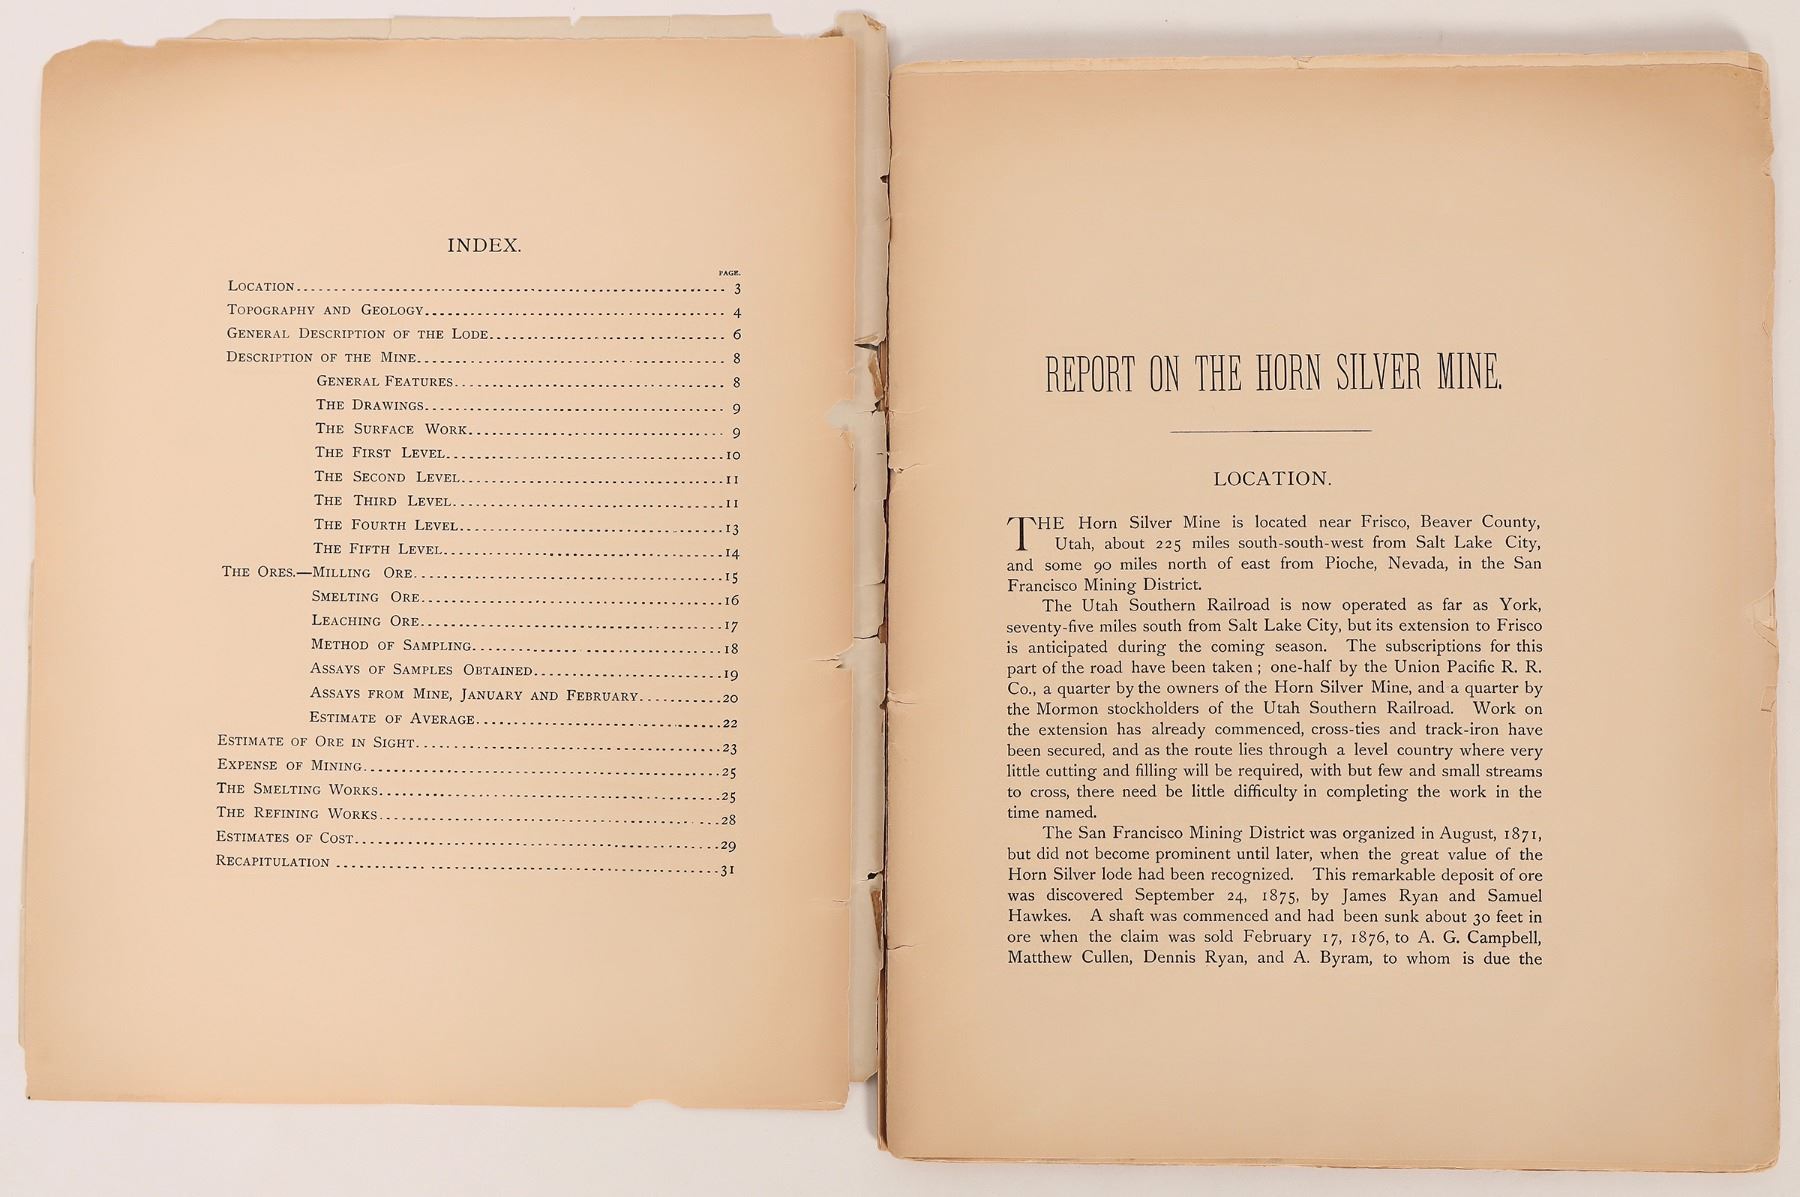 INDEX.
PAGE.
LOCATION 3
TOPOGRAPHY AND GEOLOGY 4
GENERAL DESCRIPTION OF THE LODE 6
DESCRIPTION OF THE MINE 8
GENERAL FEATURES 8
THE DRAWINGS 9
THE SURFACE WORK 9
THE FIRST LEVEL 10
THE SECOND LEVEL 11
THE THIRD LEVEL 11
THE FOURTH LEVEL 13
THE FIFTH LEVEL 14
THE ORES.—MILLING ORE 15
SMELTING ORE 16
LEACHING ORE 17
METHOD OF SAMPLING 18
ASSAYS OF SAMPLES OBTAINED 19
ASSAYS FROM MINE, JANUARY AND FEBRUARY 20
ESTIMATE OF AVERAGE 22
ESTIMATE OF ORE IN SIGHT 23
EXPENSE OF MINING 25
THE SMELTING WORKS 25
THE REFINING WORKS 28
ESTIMATES OF COST 29
RECAPITULATION 31
REPORT ON THE HORN SILVER MINE.
LOCATION.
THE Horn Silver Mine is located near Frisco, Beaver County,
Utah, about 225 miles south-south-west from Salt Lake City,
and some 90 miles north of east from Pioche, Nevada, in the San
Francisco Mining District.
The Utah Southern Railroad is now operated as far as York,
seventy-five miles south from Salt Lake City, but its extension to Frisco
is anticipated during the coming season. The subscriptions for this
part of the road have been taken; one-half by the Union Pacific R. R.
Co., a quarter by the owners of the Horn Silver Mine, and a quarter by
the Mormon stockholders of the Utah Southern Railroad. Work on
the extension has already commenced, cross-ties and track-iron have
been secured, and as the route lies through a level country where very
little cutting and filling will be required, with but few and small streams
to cross, there need be little difficulty in completing the work in the
time named.
The San Francisco Mining District was organized in August, 1871,
but did not become prominent until later, when the great value of the
Horn Silver lode had been recognized. This remarkable deposit of ore
was discovered September 24, 1875, by James Ryan and Samuel
Hawkes. A shaft was commenced and had been sunk about 30 feet in
ore when the claim was sold February 17, 1876, to A. G. Campbell,
Matthew Cullen, Dennis Ryan, and A. Byram, to whom is due the